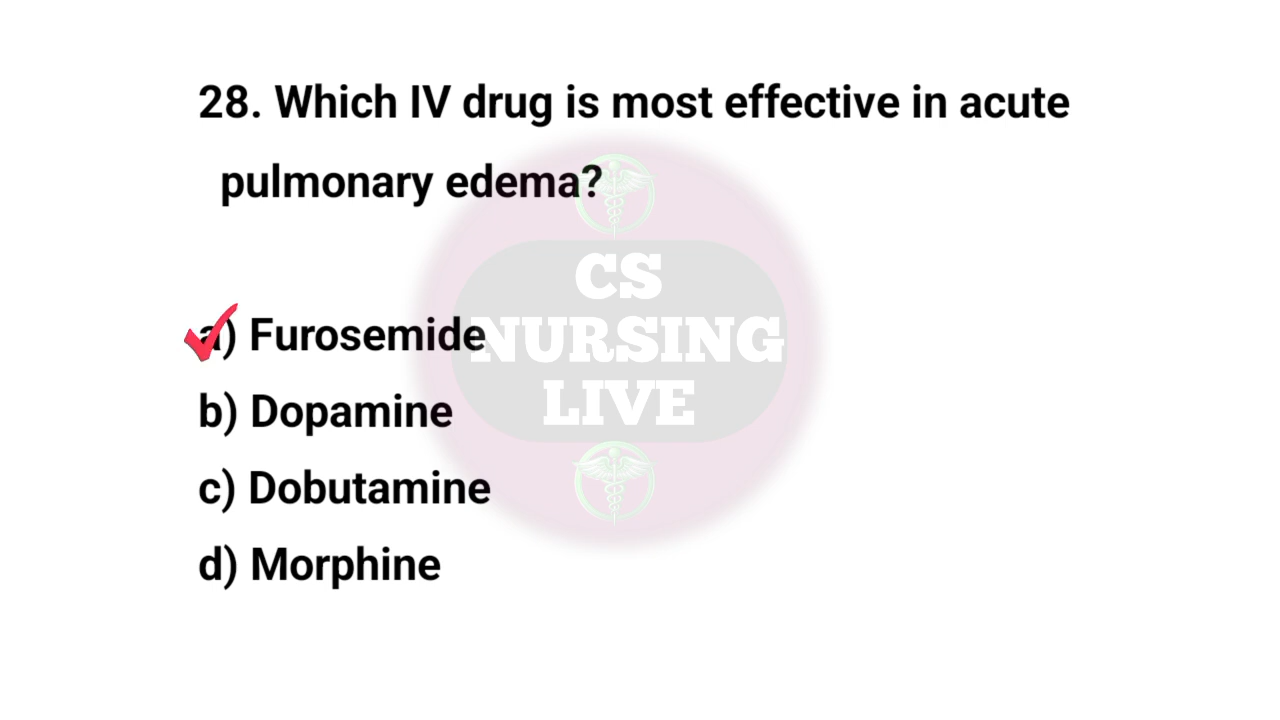 28. Which IV drug is most effective in acute
pulmonary edema?
CS
NURSING
LIVE
a) Furosemide
b) Dopamine
c) Dobutamine
d) Morphine